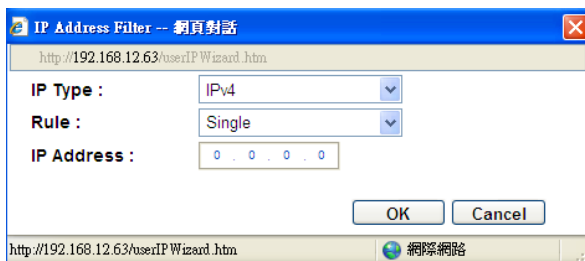 IP Address Filter -- 網頁對話
http://192.168.12.63/userIPWizard.htm
IP Type : IPv4
Rule : Single
IP Address : 0 . 0 . 0 . 0
OK Cancel
http://192.168.12.63/userIPWizard.htm 網際網路